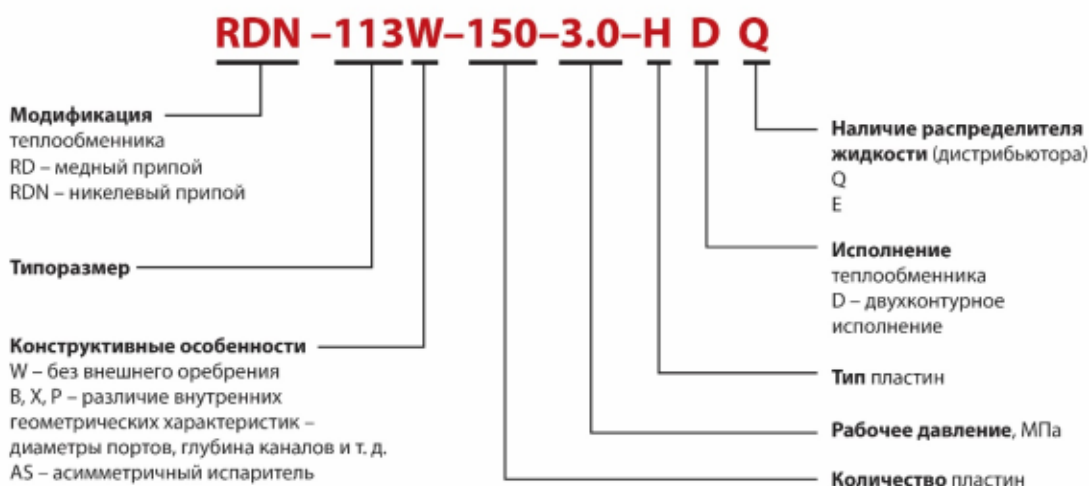 RDN –113W–150–3.0–H D Q
Модификация
теплообменника
RD – медный припой
RDN – никелевый припой
Типоразмер
Конструктивные особенности
W – без внешнего оребрения
B, X, P – различие внутренних
геометрических характеристик –
диаметры портов, глубина каналов и т. д.
AS – асимметричный испаритель
Наличие распределителя
жидкости (дистрибьютора)
Q
E
Исполнение
теплообменника
D – двухконтурное
исполнение
Тип пластин
Рабочее давление, МПа
Количество пластин